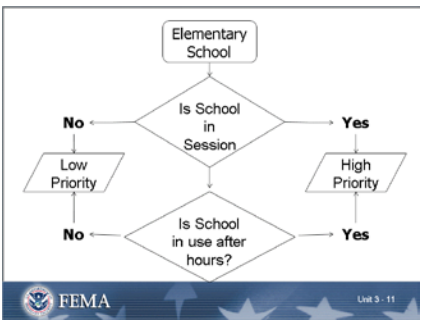 Elementary
School
Is School
in
Session
No
Yes
Low
Priority
High
Priority
Is School
in use after
hours?
No
Yes
FEMA
Unit 3 - 11